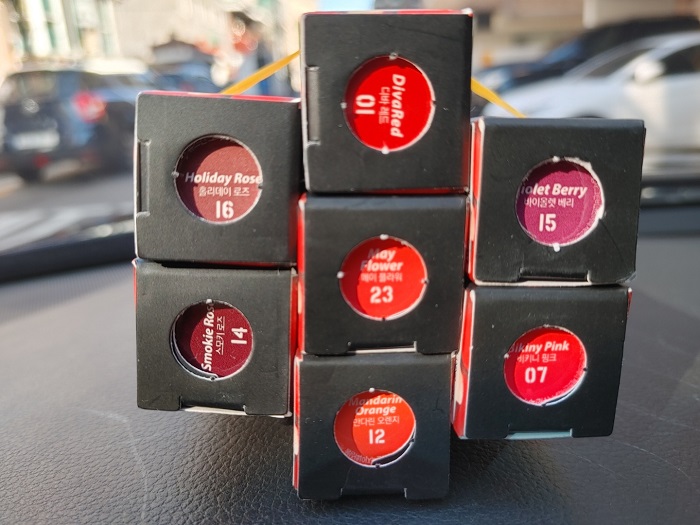 DivaRed
디바 레드
01
Holiday Rose
홀리데이 로즈
16
iolet Berry
바이올렛 베리
15
May
Flower
메이 플라워
23
Smokie Ro
스모키 로즈
14
Bikiny Pink
비키니 핑크
07
Mandarin
Orange
만다린 오렌지
12